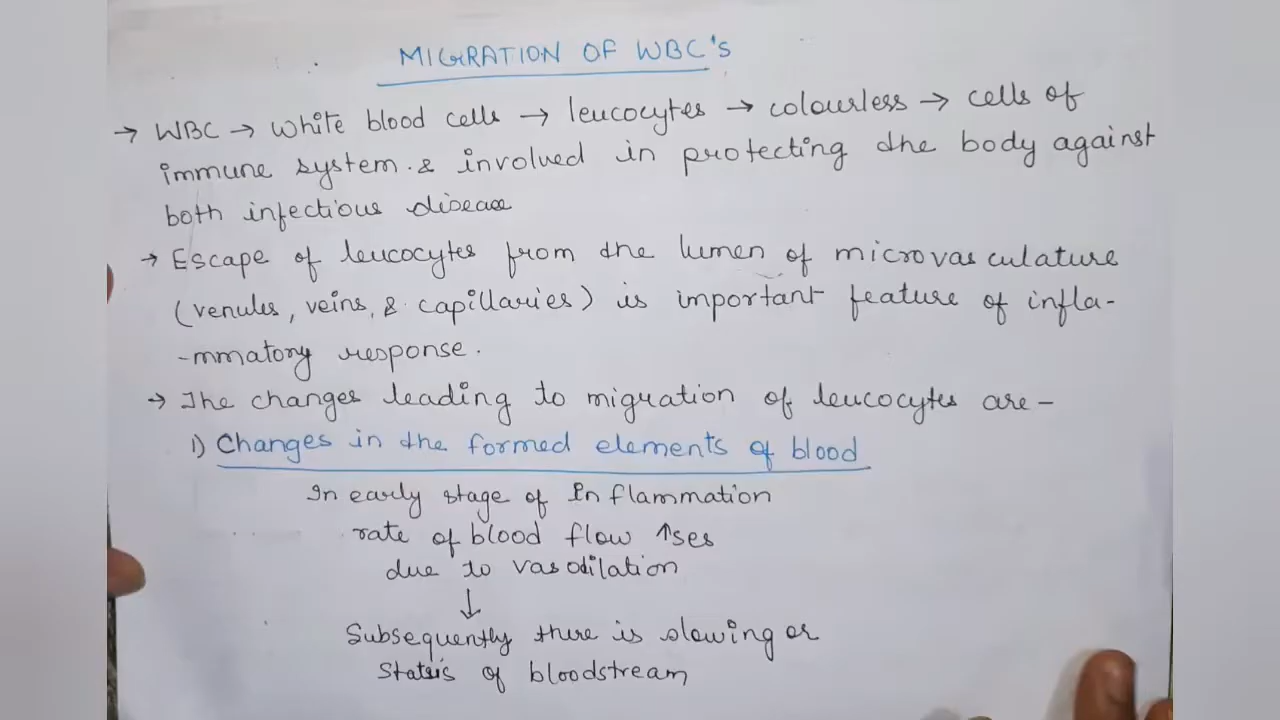 MIGRATION OF WBC's
→ WBC → White blood cells → leucocytes → colourless → cells of
immune system. & involved in protecting the body against
both infectious disease
→ Escape of leucocytes from the lumen of microvasculature
(venules, veins, & capillaries) is important feature of infla-
-mmatory response.
→ The changes leading to migration of leucocytes are -
1) Changes in the formed elements of blood
In early stage of Inflammation
rate of blood flow ↑ses
due to vasodilation
↓
Subsequently there is slowing or
statsis of bloodstream